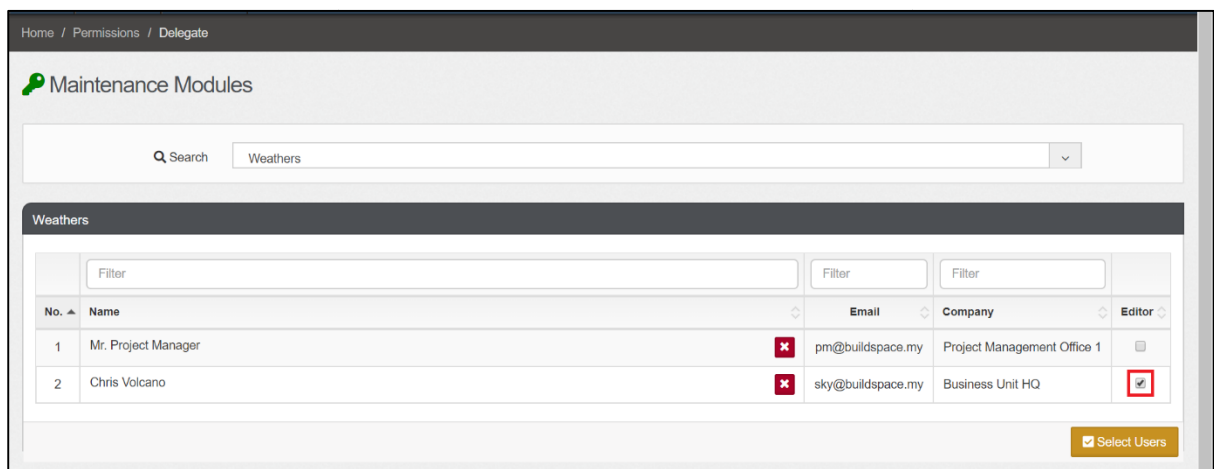 Home / Permissions / Delegate
Maintenance Modules
Search Weathers
Weathers
Filter Filter Filter
No. Name Email Company Editor
1 Mr. Project Manager pm@buildspace.my Project Management Office 1
2 Chris Volcano sky@buildspace.my Business Unit HQ
Select Users